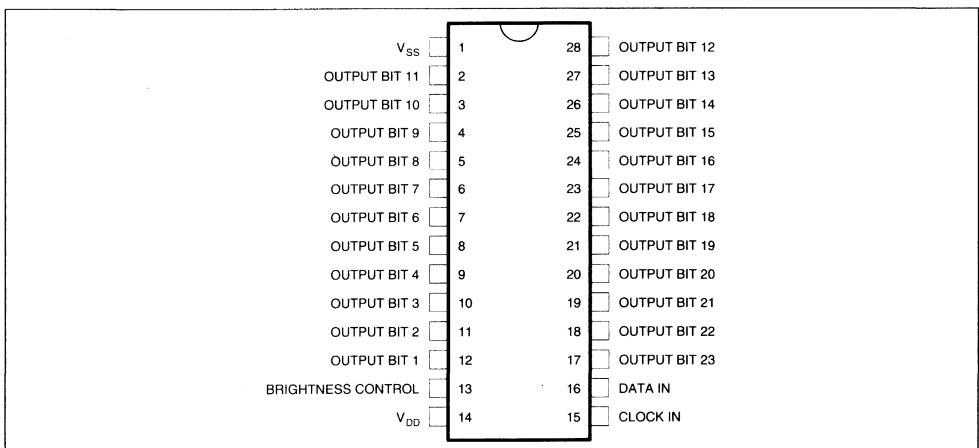 V_SS 1 28 OUTPUT BIT 12
OUTPUT BIT 11 2 27 OUTPUT BIT 13
OUTPUT BIT 10 3 26 OUTPUT BIT 14
OUTPUT BIT 9 4 25 OUTPUT BIT 15
OUTPUT BIT 8 5 24 OUTPUT BIT 16
OUTPUT BIT 7 6 23 OUTPUT BIT 17
OUTPUT BIT 6 7 22 OUTPUT BIT 18
OUTPUT BIT 5 8 21 OUTPUT BIT 19
OUTPUT BIT 4 9 20 OUTPUT BIT 20
OUTPUT BIT 3 10 19 OUTPUT BIT 21
OUTPUT BIT 2 11 18 OUTPUT BIT 22
OUTPUT BIT 1 12 17 OUTPUT BIT 23
BRIGHTNESS CONTROL 13 16 DATA IN
V_DD 14 15 CLOCK IN